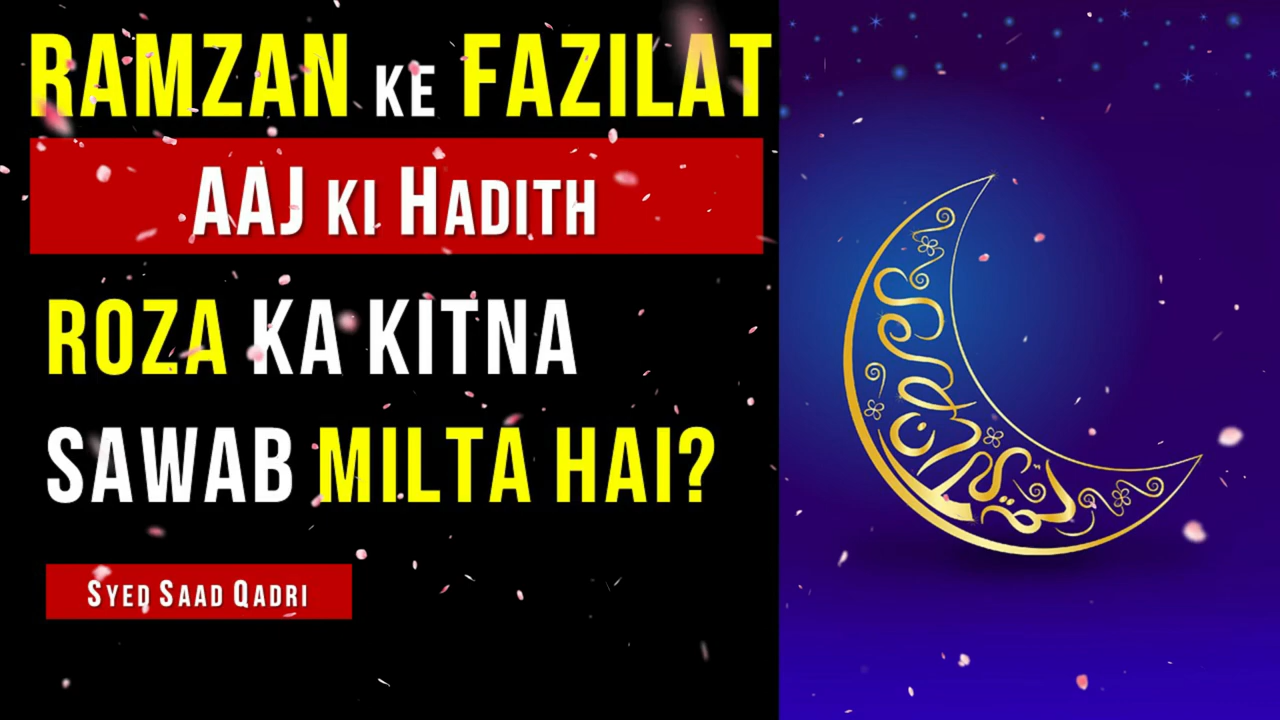 RAMZAN KE FAZILAT
AAJ KI HADITH
ROZA KA KITNA
SAWAB MILTA HAI?
SYED SAAD QADRI